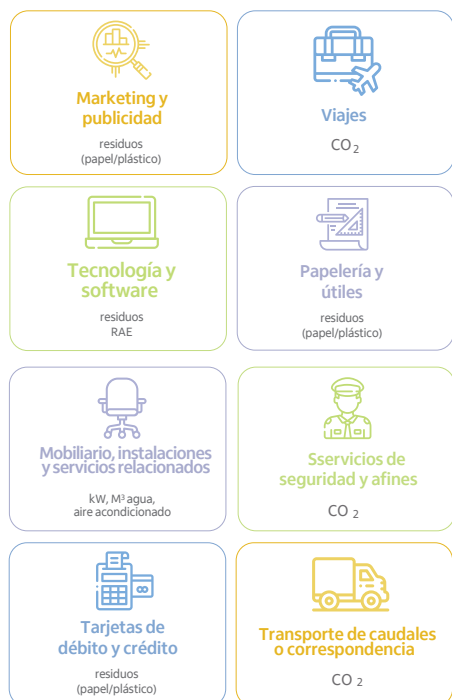 Marketing y
publicidad
residuos
(papel/plástico)
Viajes
CO₂
Tecnología y
software
residuos
RAE
Papelería y
útiles
residuos
(papel/plástico)
Mobiliario, instalaciones
y servicios relacionados
kW, M³ agua,
aire acondicionado
Sservicios de
seguridad y afines
CO ₂
Tarjetas de
débito y crédito
residuos
(papel/plástico)
Transporte de caudales
o correspondencia
CO ₂